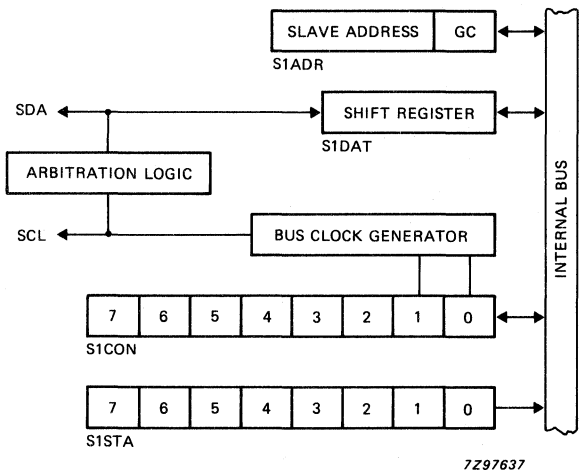 SLAVE ADDRESS GC
S1ADR
SDA
SHIFT REGISTER
S1DAT
ARBITRATION LOGIC
INTERNAL BUS
SCL
BUS CLOCK GENERATOR
7 6 5 4 3 2 1 0
S1CON
7 6 5 4 3 2 1 0
S1STA
7Z97637